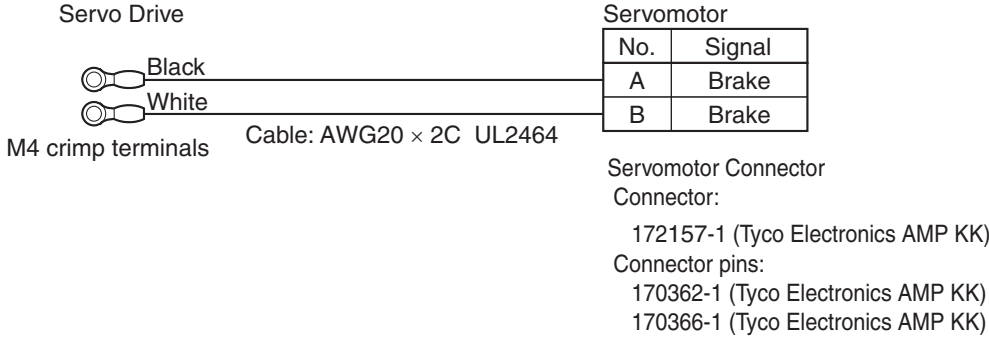 Servo Drive
Servomotor
No. Signal
Black
A Brake
White
B Brake
Cable: AWG20 × 2C UL2464
M4 crimp terminals
Servomotor Connector
Connector:
172157-1 (Tyco Electronics AMP KK)
Connector pins:
170362-1 (Tyco Electronics AMP KK)
170366-1 (Tyco Electronics AMP KK)